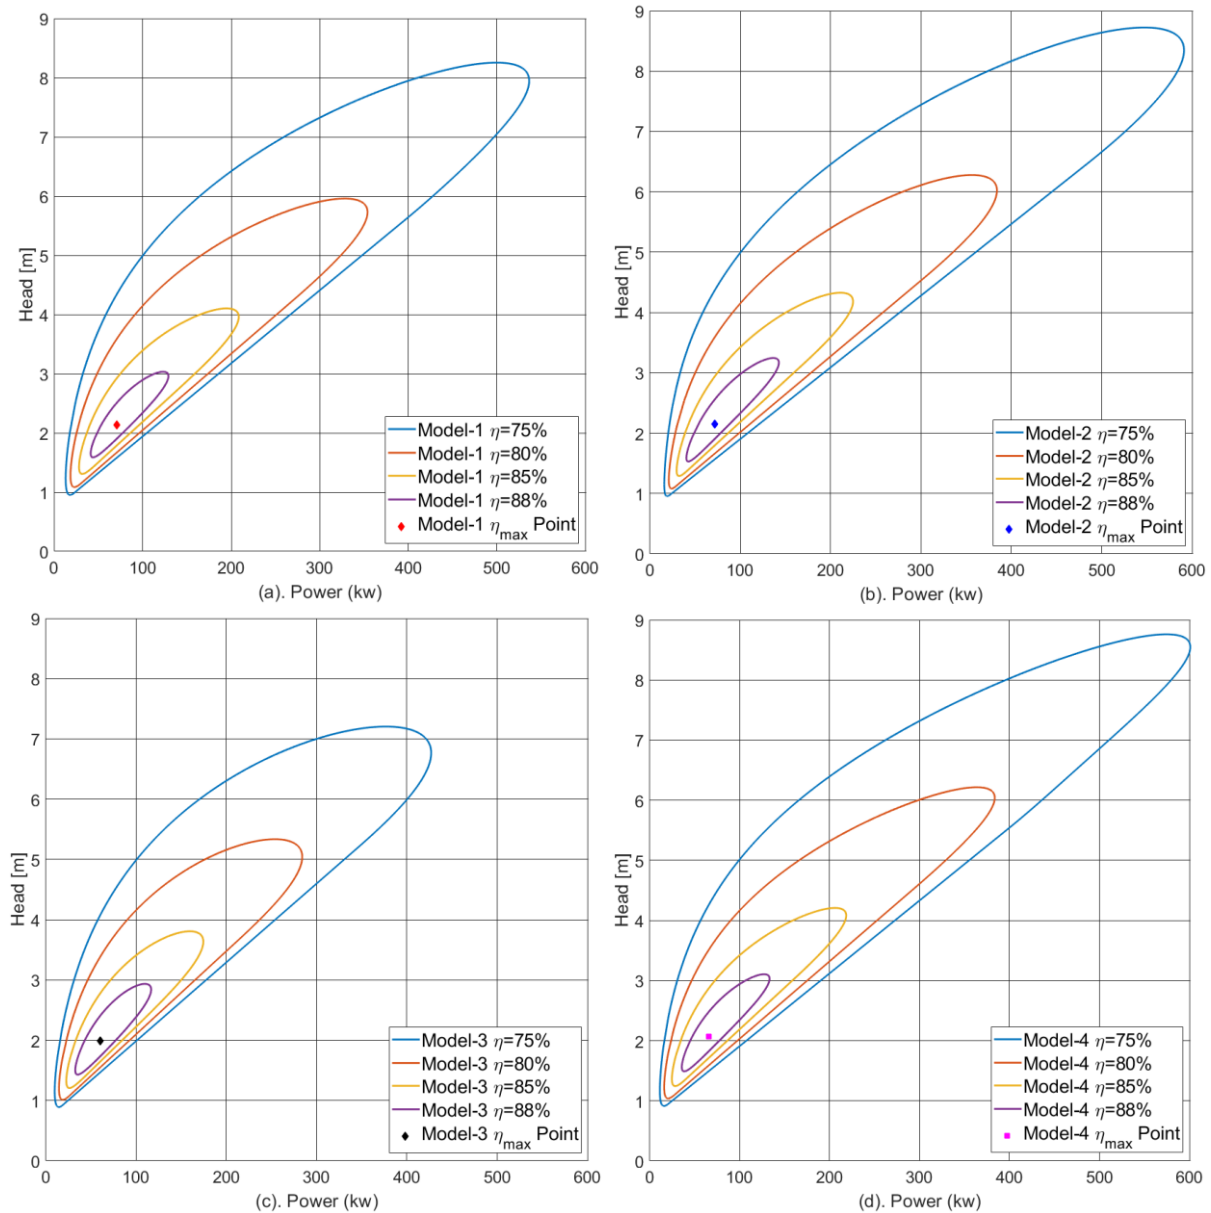 9
8
7
6
5
4
3
2
1
0
Head [m]
0 100 200 300 400 500 600
(a). Power (kw)
Model-1 η=75%
Model-1 η=80%
Model-1 η=85%
Model-1 η=88%
Model-1 ηmax Point
9
8
7
6
5
4
3
2
1
0
Head [m]
0 100 200 300 400 500 600
(b). Power (kw)
Model-2 η=75%
Model-2 η=80%
Model-2 η=85%
Model-2 η=88%
Model-2 ηmax Point
9
8
7
6
5
4
3
2
1
0
Head [m]
0 100 200 300 400 500 600
(c). Power (kw)
Model-3 η=75%
Model-3 η=80%
Model-3 η=85%
Model-3 η=88%
Model-3 ηmax Point
9
8
7
6
5
4
3
2
1
0
Head [m]
0 100 200 300 400 500 600
(d). Power (kw)
Model-4 η=75%
Model-4 η=80%
Model-4 η=85%
Model-4 η=88%
Model-4 ηmax Point